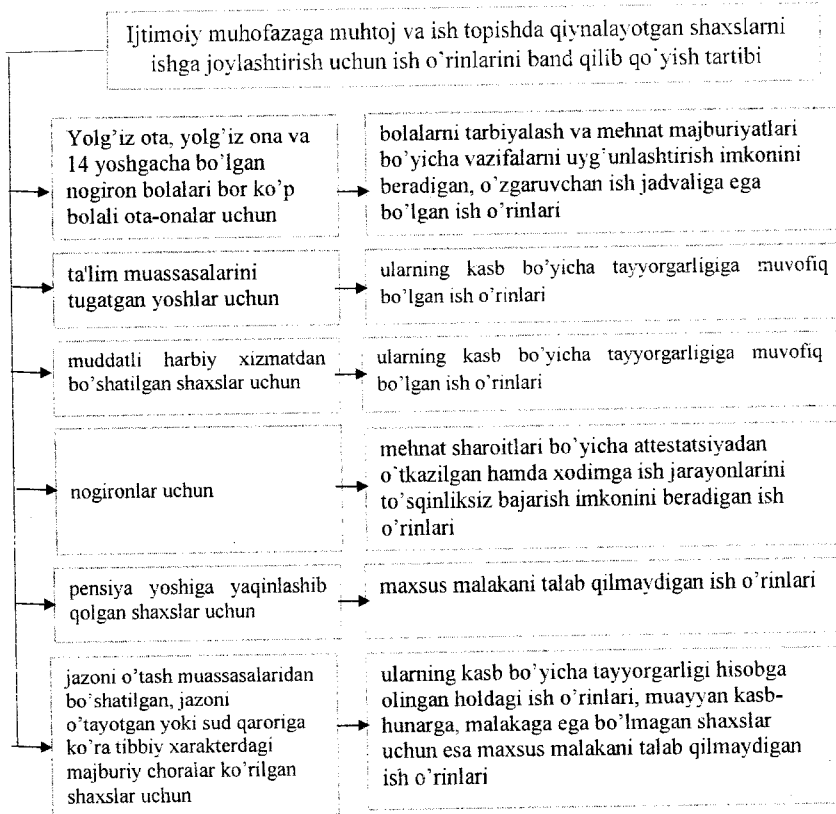 Ijtimoiy muhofazaga muhtoj va ish topishda qiynalayotgan shaxslarni
ishga joylashtirish uchun ish o'rinlarini band qilib qo'yish tartibi
Yolg'iz ota, yolg'iz ona va
14 yoshgacha bo'lgan
nogiron bolalari bor ko'p
bolali ota-onalar uchun
bolalarni tarbiyalash va mehnat majburiyatlari
bo'yicha vazifalarni uyg'unlashtirish imkonini
beradigan, o'zgaruvchan ish jadvaliga ega
bo'lgan ish o'rinlari
ta'lim muassasalarini
tugatgan yoshlar uchun
ularning kasb bo'yicha tayyorgarligiga muvofiq
bo'lgan ish o'rinlari
muddatli harbiy xizmatdan
bo'shatilgan shaxslar uchun
ularning kasb bo'yicha tayyorgarligiga muvofiq
bo'lgan ish o'rinlari
nogironlar uchun
mehnat sharoitlari bo'yicha attestatsiyadan
o'tkazilgan hamda xodimga ish jarayonlarini
to'sqinliksiz bajarish imkonini beradigan ish
o'rinlari
pensiya yoshiga yaqinlashib
qolgan shaxslar uchun
maxsus malakani talab qilmaydigan ish o'rinlari
jazoni o'tash muassasalaridan
bo'shatilgan, jazoni
o'tayotgan yoki sud qaroriga
ko'ra tibbiy xarakterdagi
majburiy choralar ko'rilgan
shaxslar uchun
ularning kasb bo'yicha tayyorgarligi hisobga
olingan holdagi ish o'rinlari, muayyan kasb-
hunarga, malakaga ega bo'lmagan shaxslar
uchun esa maxsus malakani talab qilmaydigan
ish o'rinlari